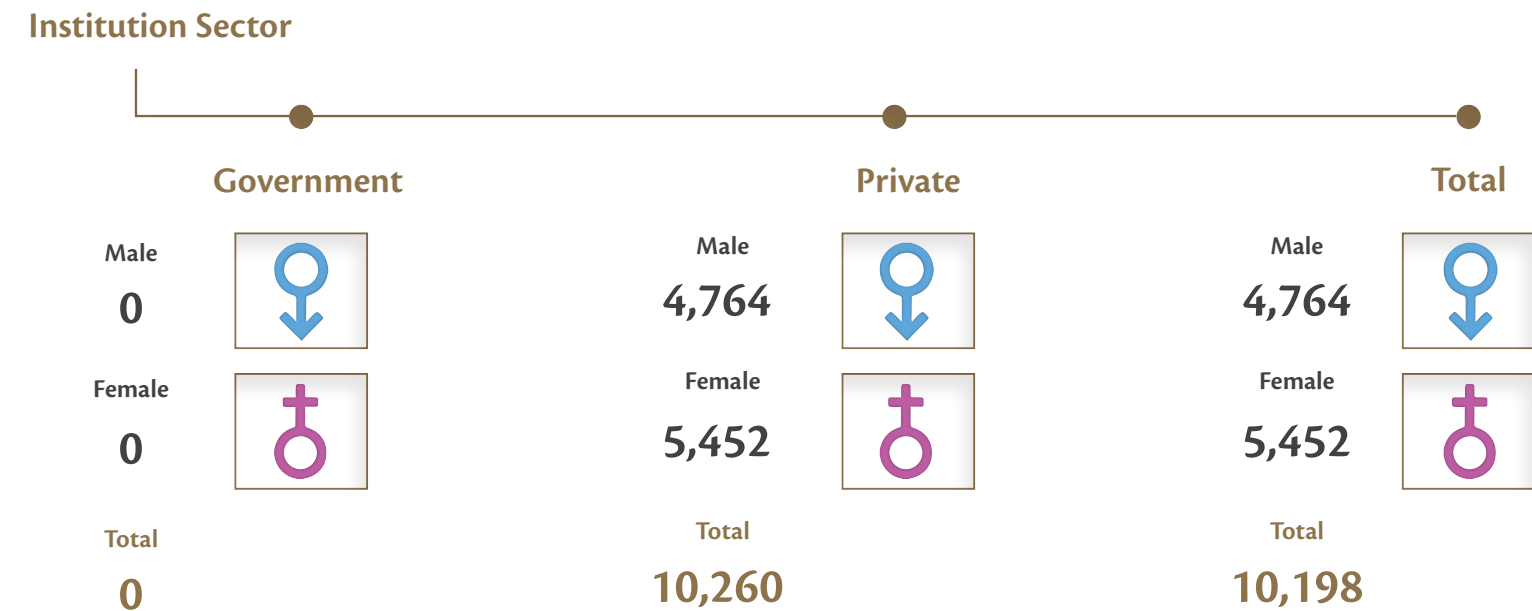 Institution Sector
Government
Private
Total
Male
0
Female
0
Total
0
Male
4,764
Female
5,452
Total
10,260
Male
4,764
Female
5,452
Total
10,198